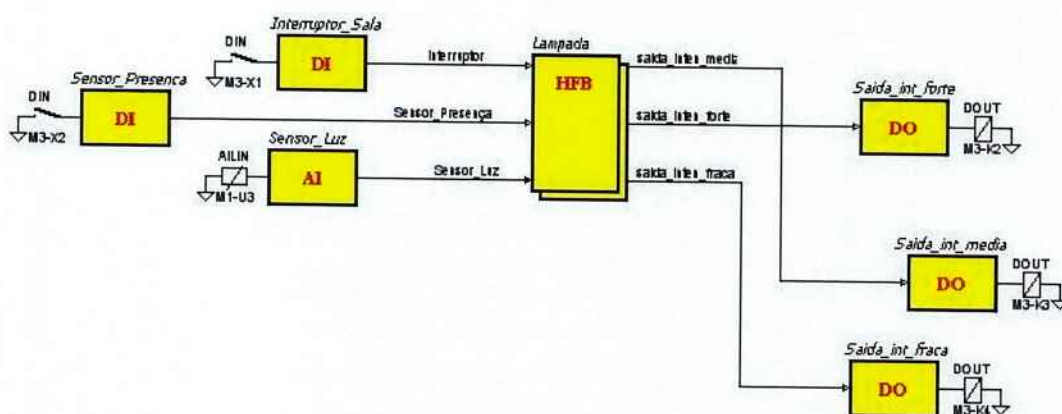 Interruptor_Sala
DIN
DI
M3-X1
Interruptor
Lampada
HFB
saida_inten_media
Sensor_Presenca
DIN
DI
M3-X2
Sensor_Presença
saida_inten_forte
Saida_int_forte
DO
DOUT
M3-K2
Sensor_Luz
AILIN
AI
M1-U3
Sensor_Luz
saida_inten_fraca
Saida_int_media
DO
DOUT
M3-K3
Saida_int_fraca
DO
DOUT
M3-K4